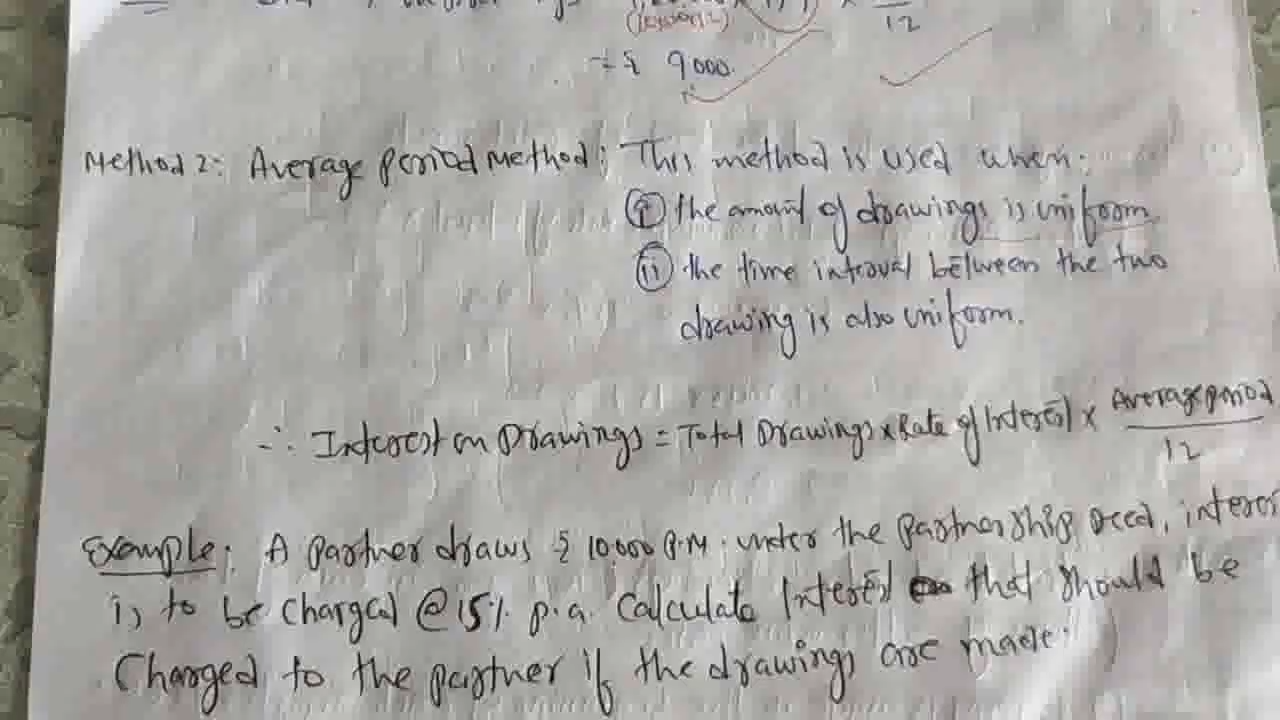 12
= ₹ 9000.
Method 2: Average period Method: This method is used when:
(i) the amount of drawings is uniform
(ii) the time interval between the two
drawing is also uniform.
∴ Interest on Drawings = Total Drawings x Rate of Interest x Average period
12
Example: A partner draws ₹ 10,000 P.M. under the partnership Deed, interes
is to be charged @ 15% p.a. Calculate Interest that should be
Charged to the partner if the drawings are made: